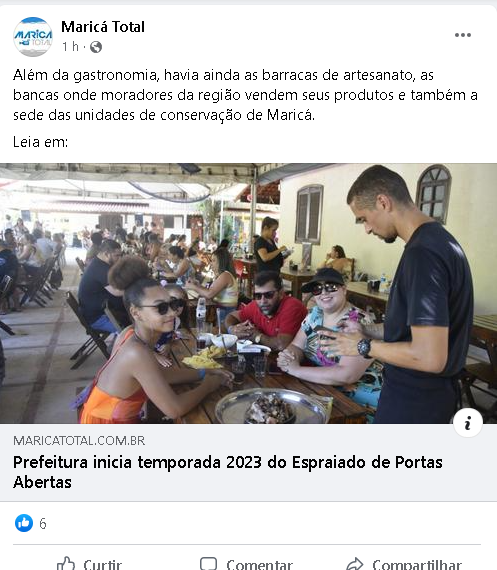 MARICÁ
TOTAL
Maricá Total
1 h ·
Além da gastronomia, havia ainda as barracas de artesanato, as
bancas onde moradores da região vendem seus produtos e também a
sede das unidades de conservação de Maricá.
Leia em:
MARICATOTAL.COM.BR
Prefeitura inicia temporada 2023 do Espraiado de Portas
Abertas
6
Curtir
Comentar
Compartilhar